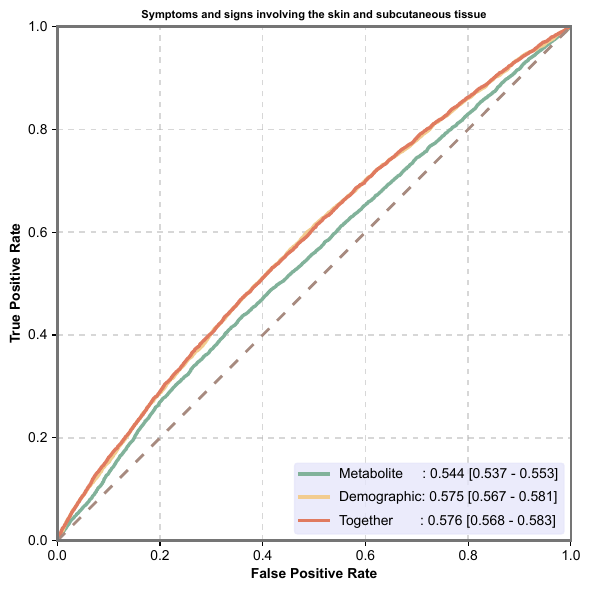 Symptoms and signs involving the skin and subcutaneous tissue
1.0
0.8
0.6
0.4
0.2
0.0
True Positive Rate
Metabolite : 0.544 [0.537 - 0.553]
Demographic: 0.575 [0.567 - 0.581]
Together : 0.576 [0.568 - 0.583]
0.0 0.2 0.4 0.6 0.8 1.0
False Positive Rate